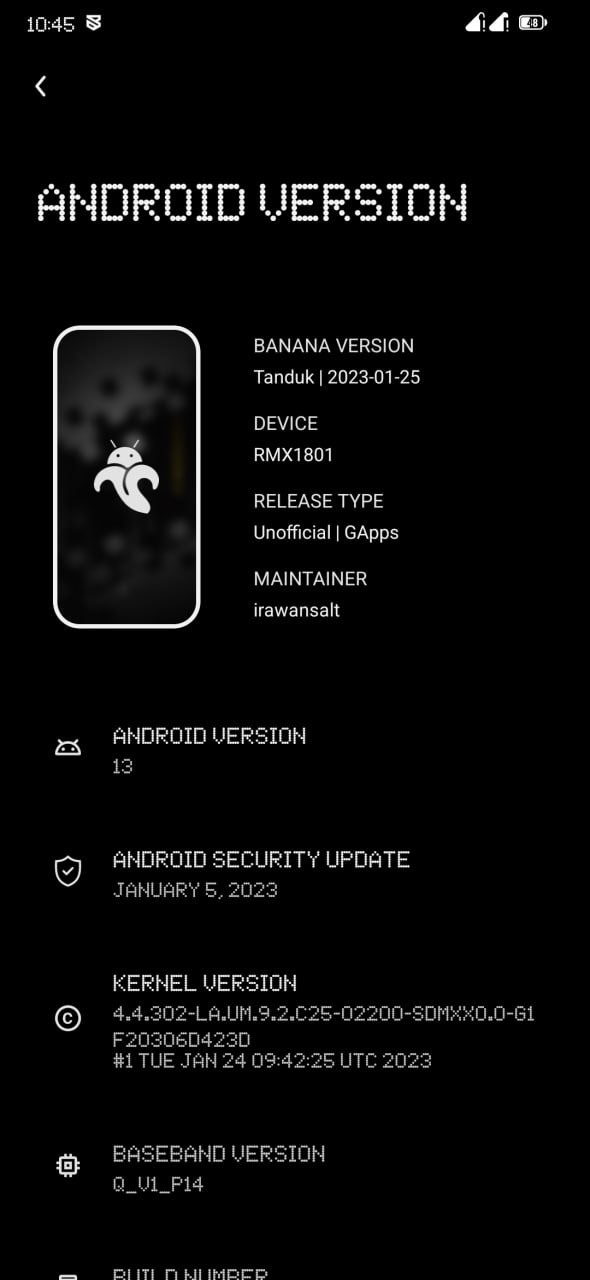 10:45
48
ANDROID VERSION
BANANA VERSION
Tanduk | 2023-01-25
DEVICE
RMX1801
RELEASE TYPE
Unofficial | GApps
MAINTAINER
irawansalt
ANDROID VERSION
13
ANDROID SECURITY UPDATE
JANUARY 5, 2023
KERNEL VERSION
4.4.302-LA.UM.9.2.C25-02200-SDMXX0.0-G1
F20306D423D
#1 TUE JAN 24 09:42:25 UTC 2023
BASEBAND VERSION
Q_V1_P14
BUILD NUMBER